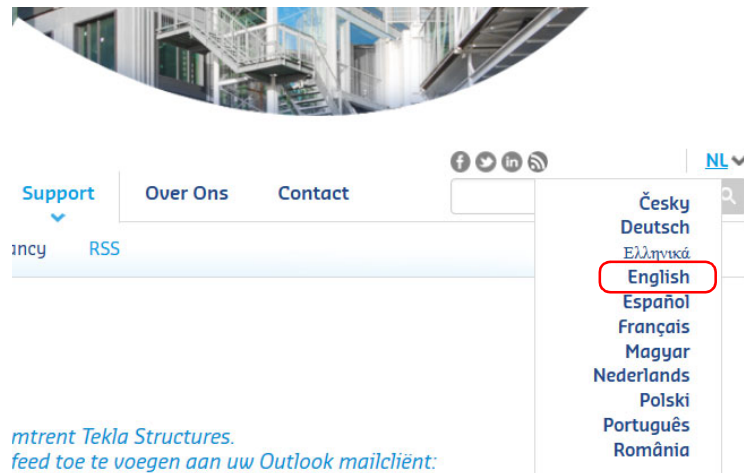 NL
Support Over Ons Contact
ancy RSS
Česky
Deutsch
Ελληνικά
English
Español
Français
Magyar
Nederlands
Polski
Português
România
mtrent Tekla Structures.
feed toe te voegen aan uw Outlook mailcliënt: